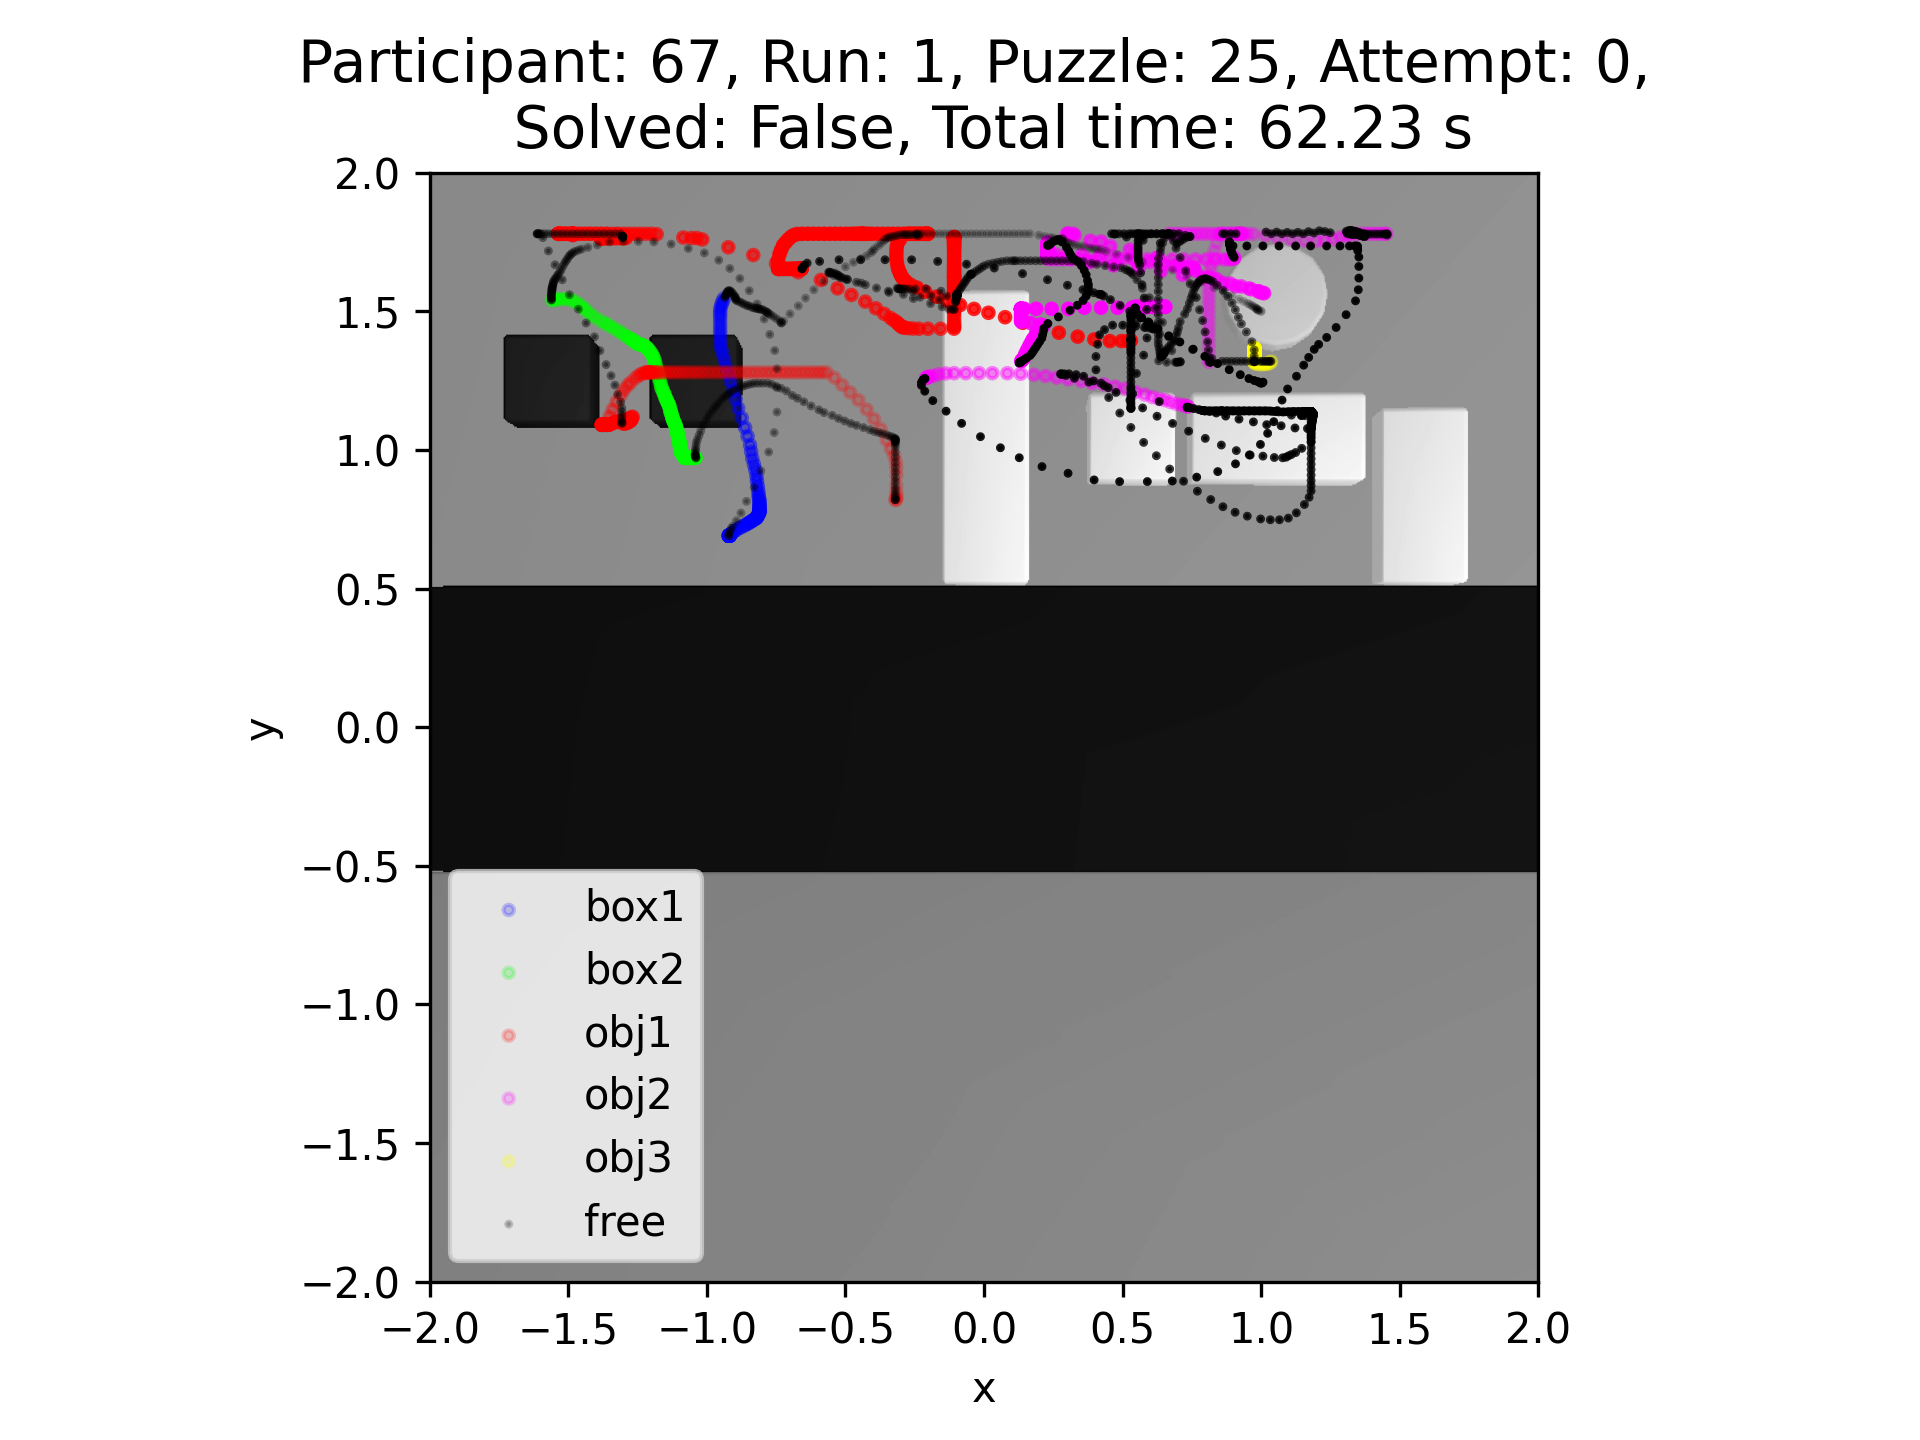 Participant: 67, Run: 1, Puzzle: 25, Attempt: 0,
Solved: False, Total time: 62.23 s
2.0
1.5
1.0
0.5
0.0
−0.5
−1.0
−1.5
−2.0
y
box1
box2
obj1
obj2
obj3
free
−2.0 −1.5 −1.0 −0.5 0.0 0.5 1.0 1.5 2.0
x